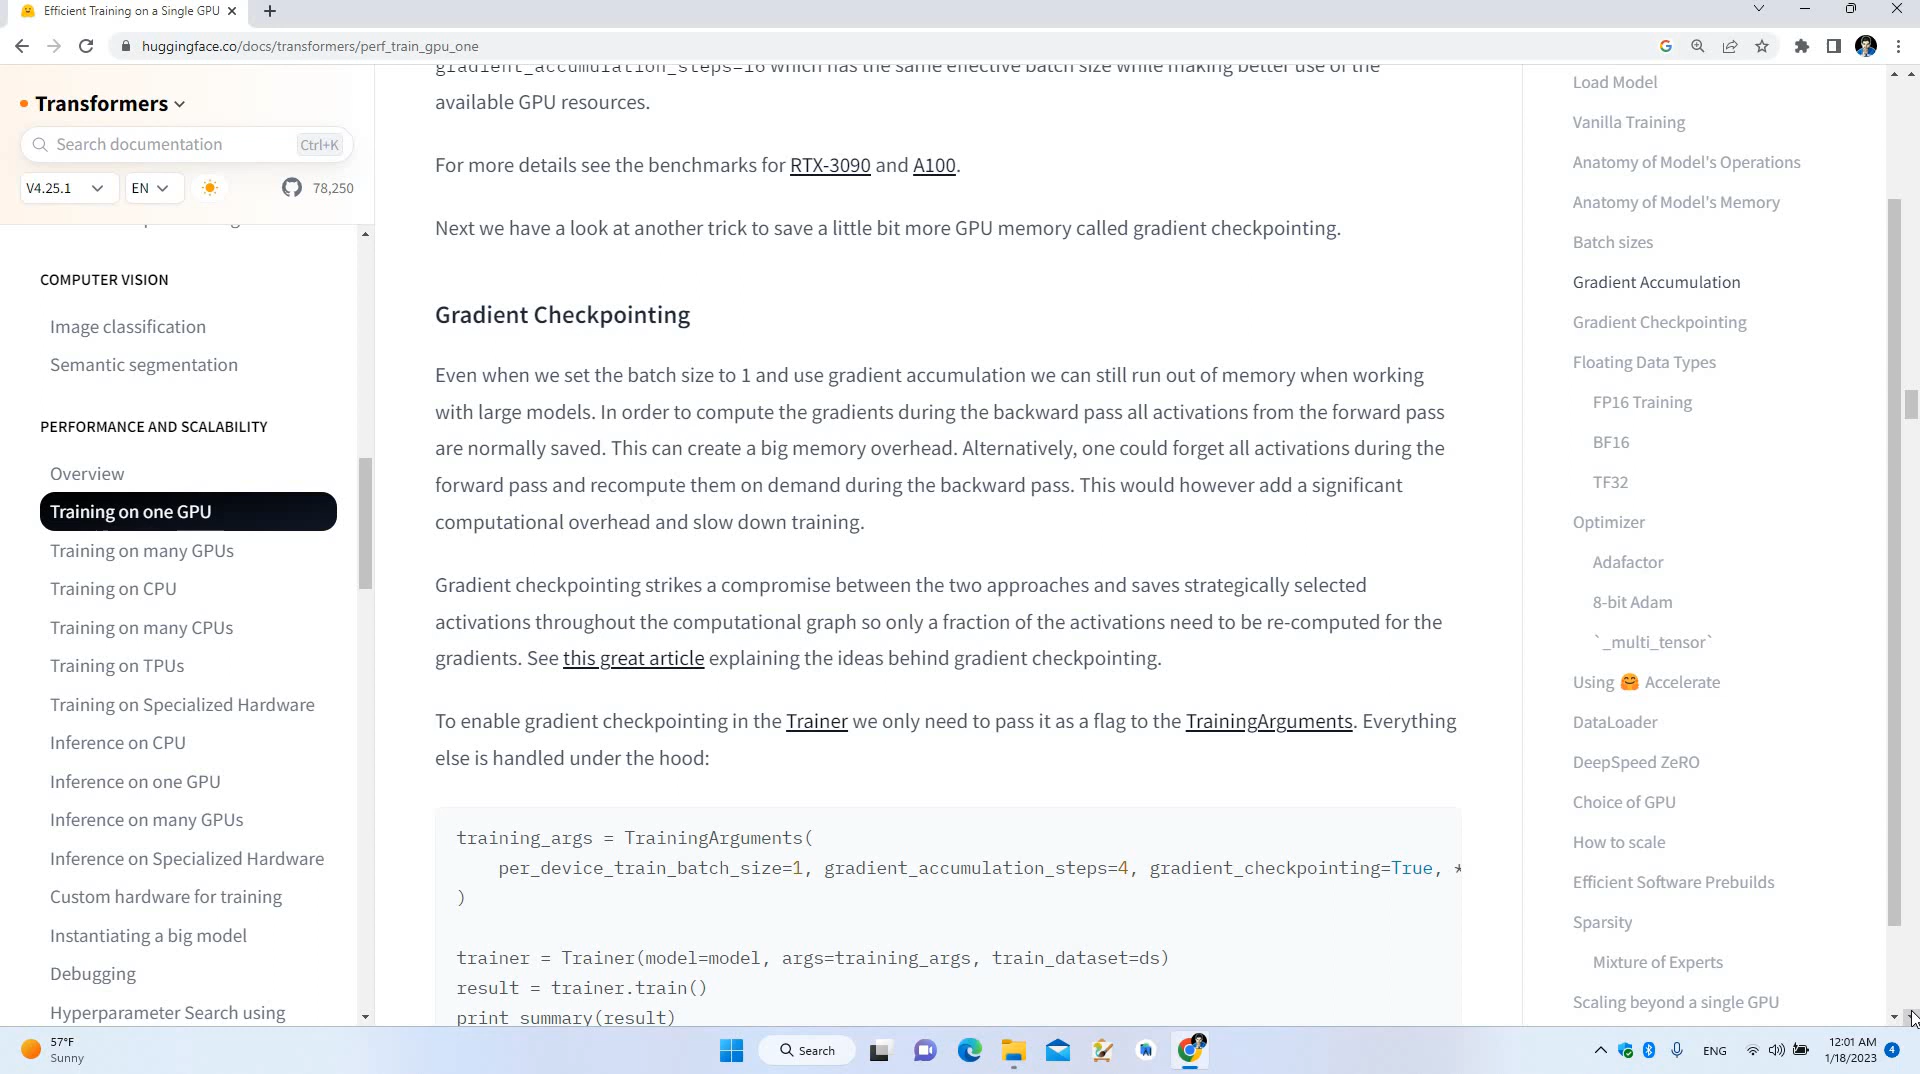 Efficient Training on a Single GPU
huggingface.co/docs/transformers/perf_train_gpu_one
Transformers
Search documentation Ctrl+K
V4.25.1 EN 78,250
COMPUTER VISION
Image classification
Semantic segmentation
PERFORMANCE AND SCALABILITY
Overview
Training on one GPU
Training on many GPUs
Training on CPU
Training on many CPUs
Training on TPUs
Training on Specialized Hardware
Inference on CPU
Inference on one GPU
Inference on many GPUs
Inference on Specialized Hardware
Custom hardware for training
Instantiating a big model
Debugging
Hyperparameter Search using
gradient_accumulation_steps=16 which has the same effective batch size while making better use of the
available GPU resources.
For more details see the benchmarks for RTX-3090 and A100.
Next we have a look at another trick to save a little bit more GPU memory called gradient checkpointing.
Gradient Checkpointing
Even when we set the batch size to 1 and use gradient accumulation we can still run out of memory when working
with large models. In order to compute the gradients during the backward pass all activations from the forward pass
are normally saved. This can create a big memory overhead. Alternatively, one could forget all activations during the
forward pass and recompute them on demand during the backward pass. This would however add a significant
computational overhead and slow down training.
Gradient checkpointing strikes a compromise between the two approaches and saves strategically selected
activations throughout the computational graph so only a fraction of the activations need to be re-computed for the
gradients. See this great article explaining the ideas behind gradient checkpointing.
To enable gradient checkpointing in the Trainer we only need to pass it as a flag to the TrainingArguments. Everything
else is handled under the hood:
training_args = TrainingArguments(
    per_device_train_batch_size=1, gradient_accumulation_steps=4, gradient_checkpointing=True, *
)
trainer = Trainer(model=model, args=training_args, train_dataset=ds)
result = trainer.train()
print_summary(result)
Load Model
Vanilla Training
Anatomy of Model's Operations
Anatomy of Model's Memory
Batch sizes
Gradient Accumulation
Gradient Checkpointing
Floating Data Types
FP16 Training
BF16
TF32
Optimizer
Adafactor
8-bit Adam
`_multi_tensor`
Using 🤗 Accelerate
DataLoader
DeepSpeed ZeRO
Choice of GPU
How to scale
Efficient Software Prebuilds
Sparsity
Mixture of Experts
Scaling beyond a single GPU
57°F
Sunny
Search
ENG
12:01 AM
1/18/2023
4